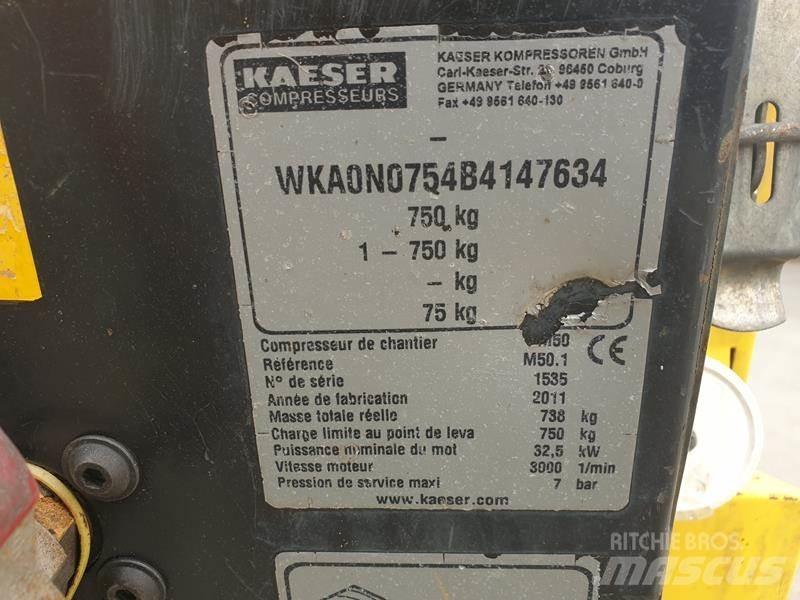 KAESER
COMPRESSEURS
KAESER KOMPRESSOREN GmbH
Carl-Kaeser-Str. 26 96450 Coburg
GERMANY Telefon +49 9561 640-0
Fax +49 9561 640-130
–
WKA0N0754B4147634
750 kg
1 – 750 kg
– kg
75 kg
Compresseur de chantier M50
CE
Référence M50.1
N° de série 1535
Année de fabrication 2011
Masse totale réelle 738 kg
Charge limite au point de leva 750 kg
Puissance nominale du mot 32,5 kW
Vitesse moteur 3000 1/min
Pression de service maxi 7 bar
www.kaeser.com
RITCHIE BROS.
MASCUS